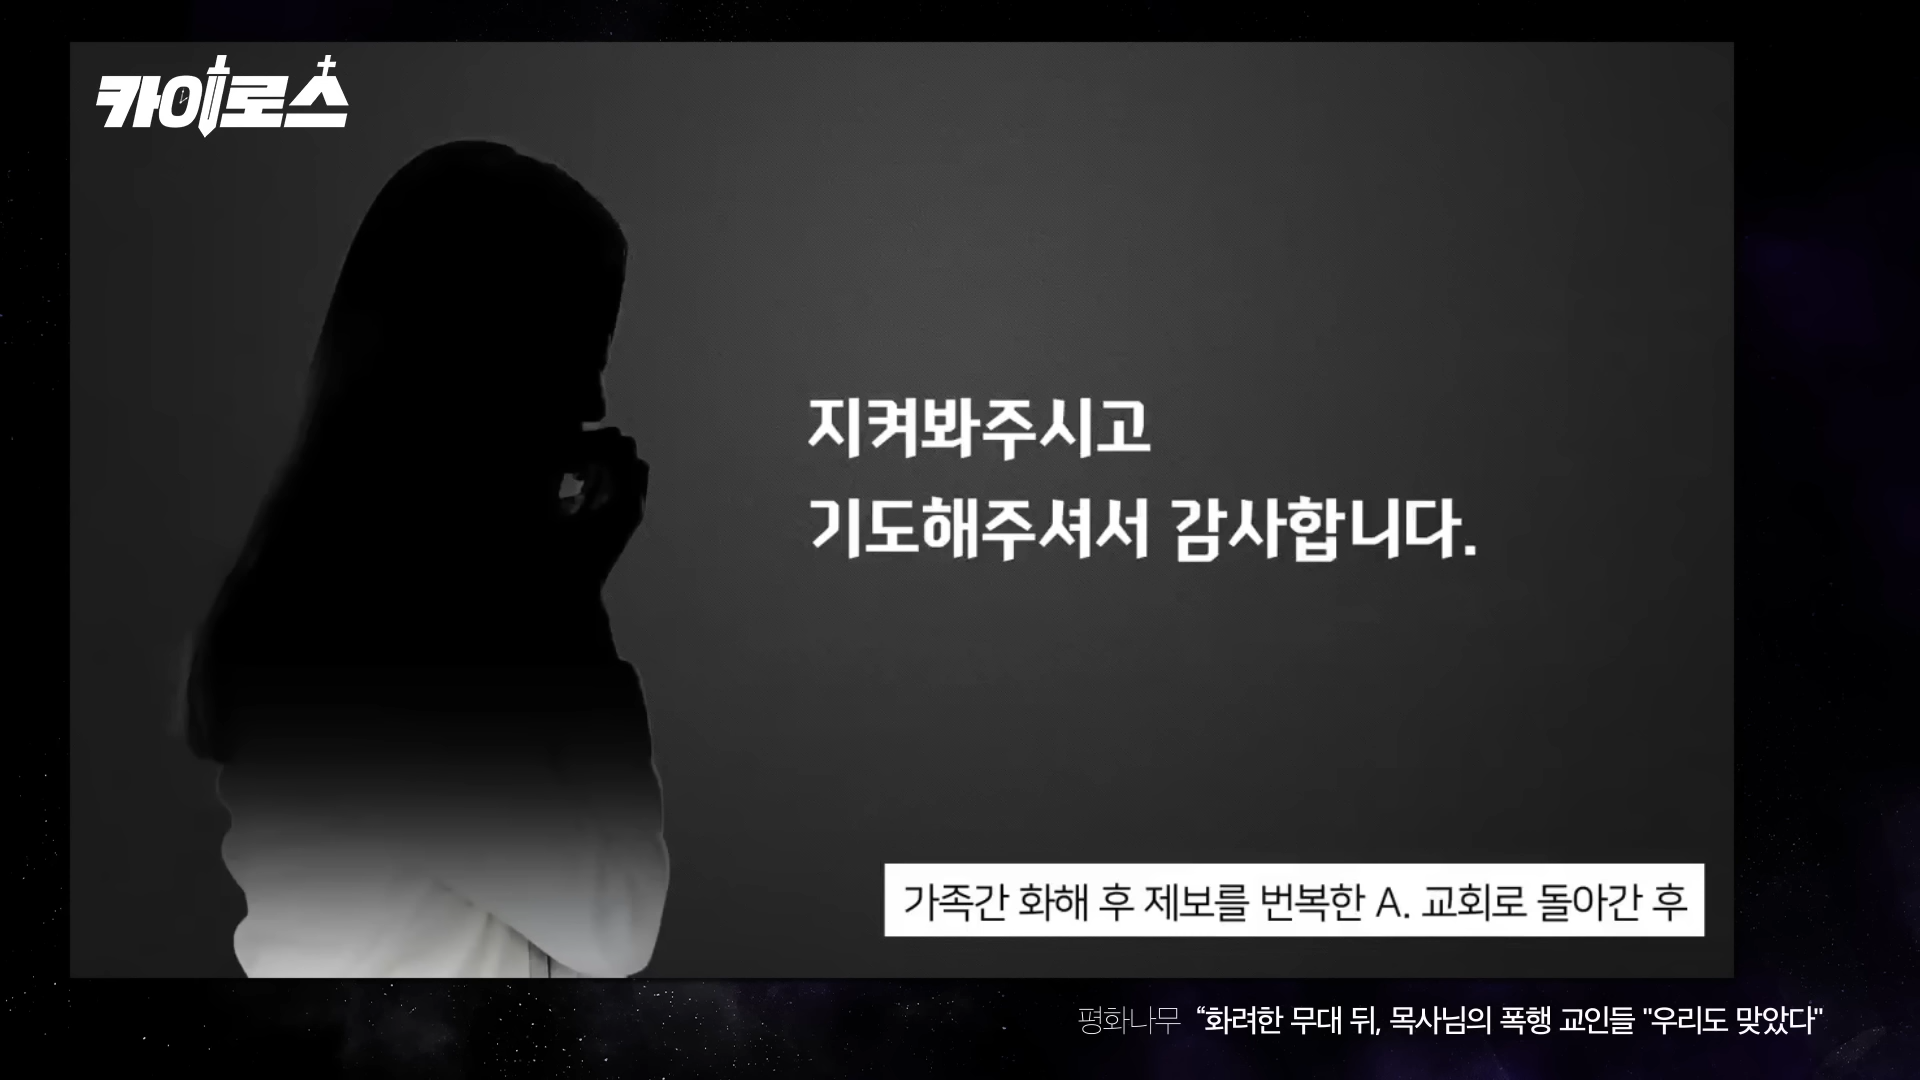 카이로스
지켜봐주시고
기도해주셔서 감사합니다.
가족간 화해 후 제보를 번복한 A. 교회로 돌아간 후
평화나무 “화려한 무대 뒤, 목사님의 폭행 교인들 "우리도 맞았다"